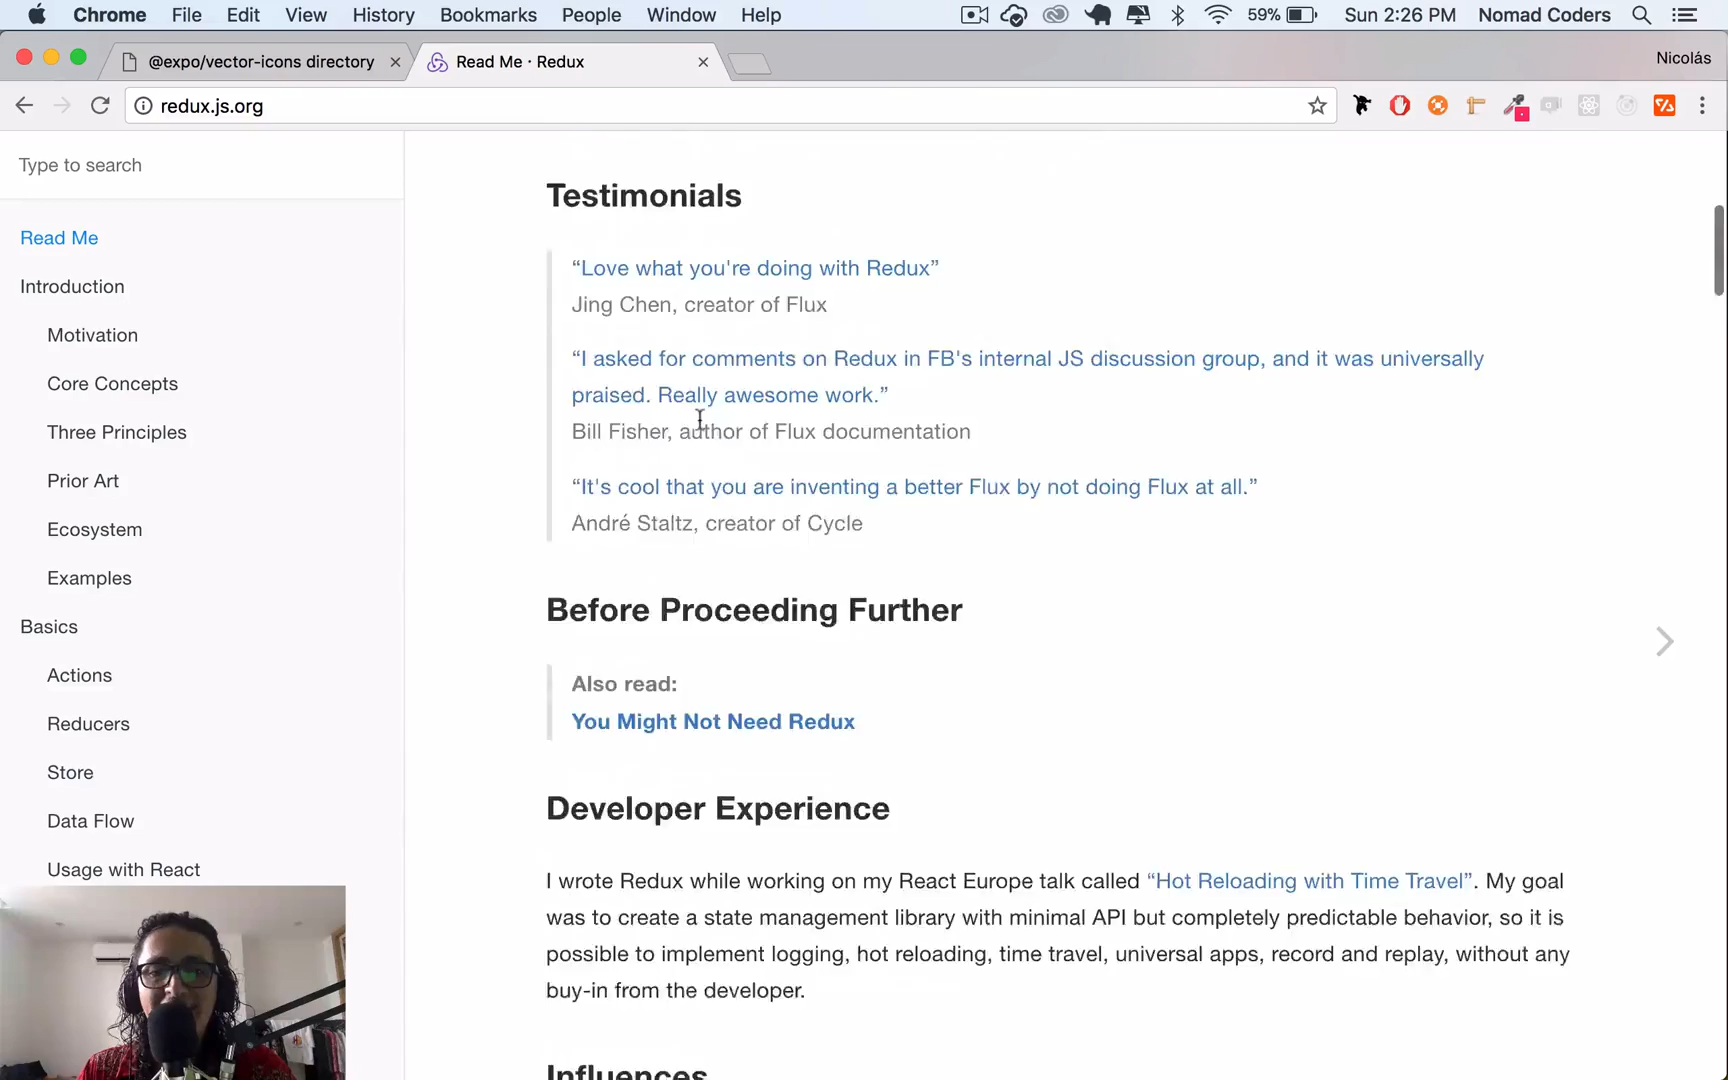 Chrome File Edit View History Bookmarks People Window Help 59% Sun 2:26 PM Nomad Coders
@expo/vector-icons directory Read Me · Redux Nicolás
redux.js.org
Type to search
Read Me
Introduction
Motivation
Core Concepts
Three Principles
Prior Art
Ecosystem
Examples
Basics
Actions
Reducers
Store
Data Flow
Usage with React
Testimonials
“Love what you're doing with Redux”
Jing Chen, creator of Flux
“I asked for comments on Redux in FB's internal JS discussion group, and it was universally
praised. Really awesome work.”
Bill Fisher, author of Flux documentation
“It's cool that you are inventing a better Flux by not doing Flux at all.”
André Staltz, creator of Cycle
Before Proceeding Further
Also read:
You Might Not Need Redux
Developer Experience
I wrote Redux while working on my React Europe talk called “Hot Reloading with Time Travel”. My goal
was to create a state management library with minimal API but completely predictable behavior, so it is
possible to implement logging, hot reloading, time travel, universal apps, record and replay, without any
buy-in from the developer.
Influences